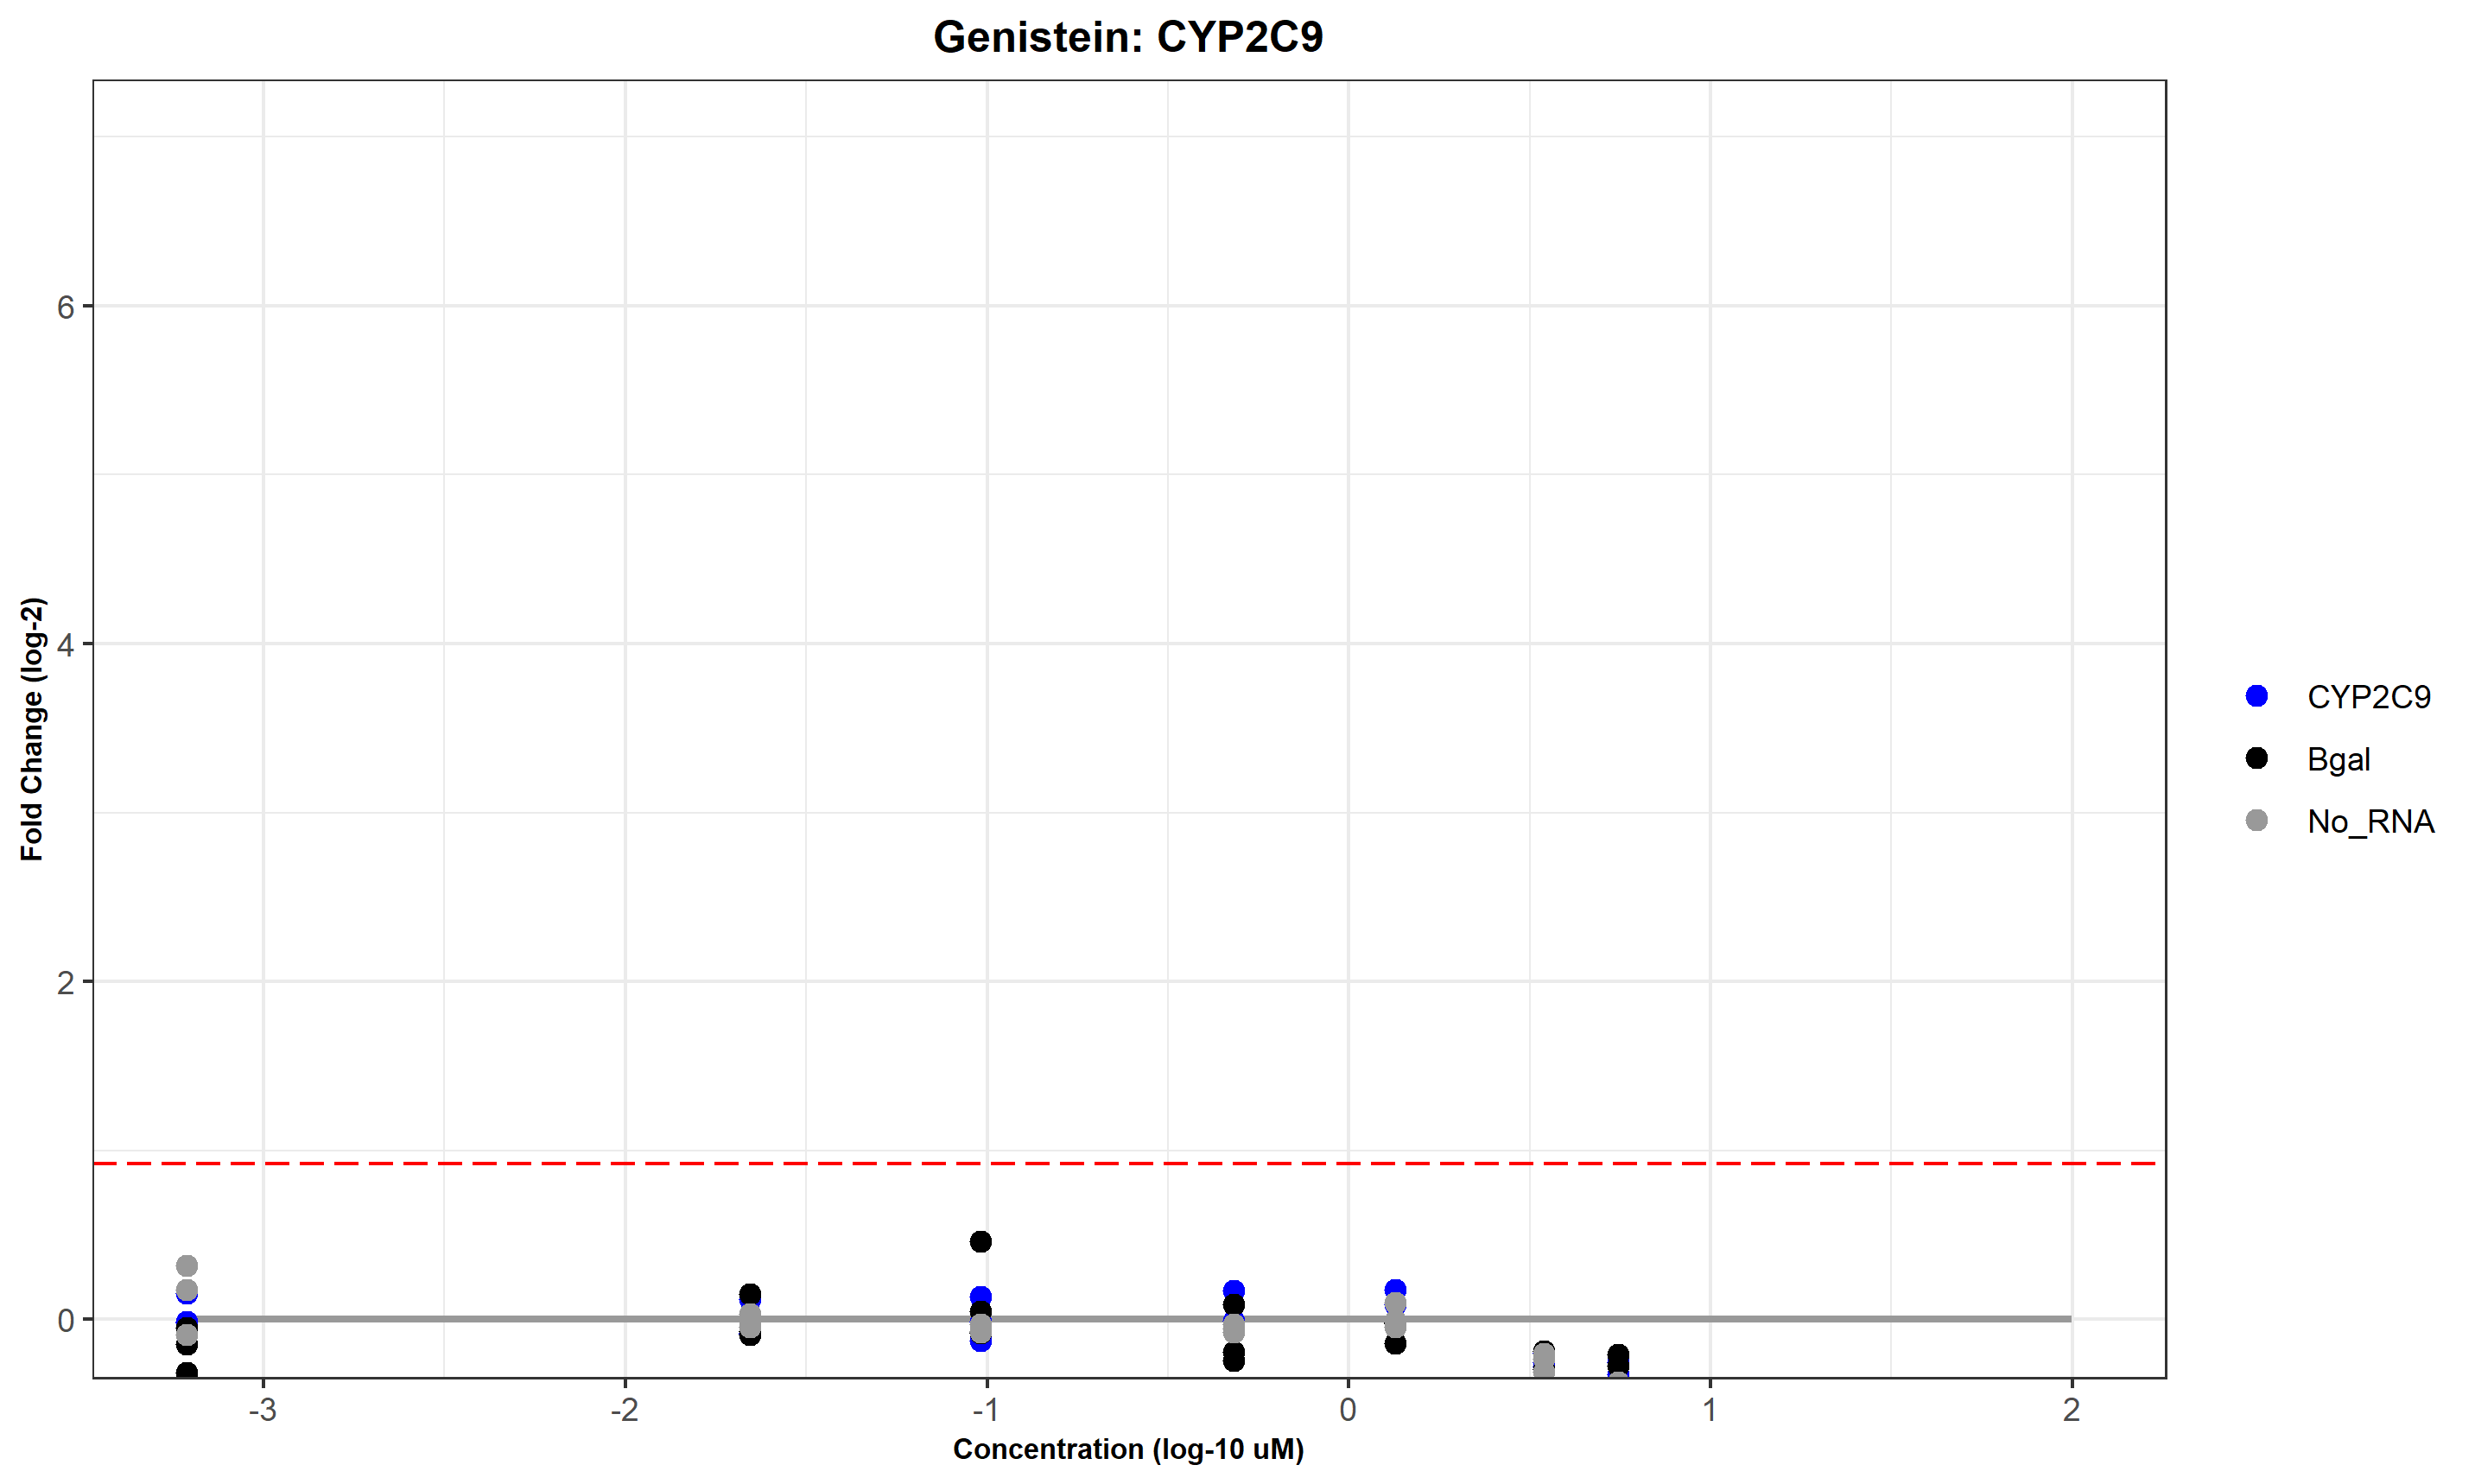 Genistein: CYP2C9
Fold Change (log-2)
6
4
2
0
-3
-2
-1
0
1
2
Concentration (log-10 uM)
CYP2C9
Bgal
No_RNA